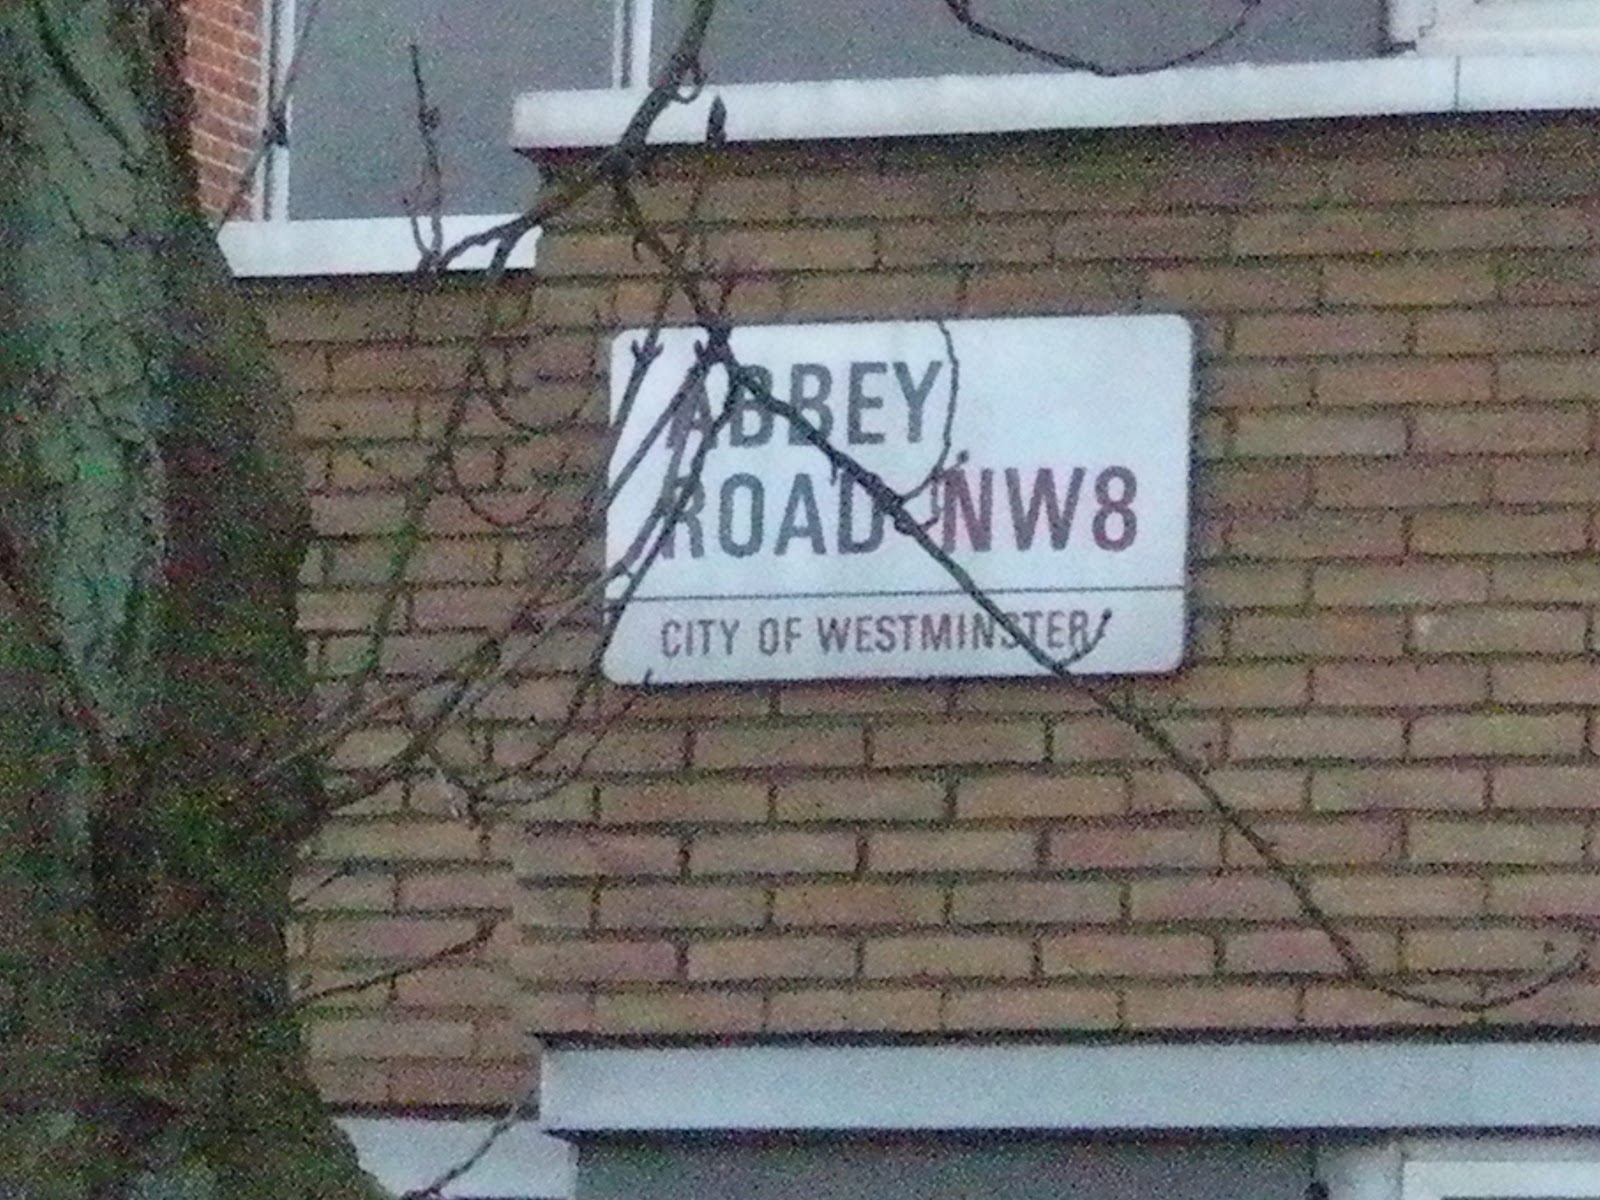 ABBEY
ROAD NW8
CITY OF WESTMINSTER